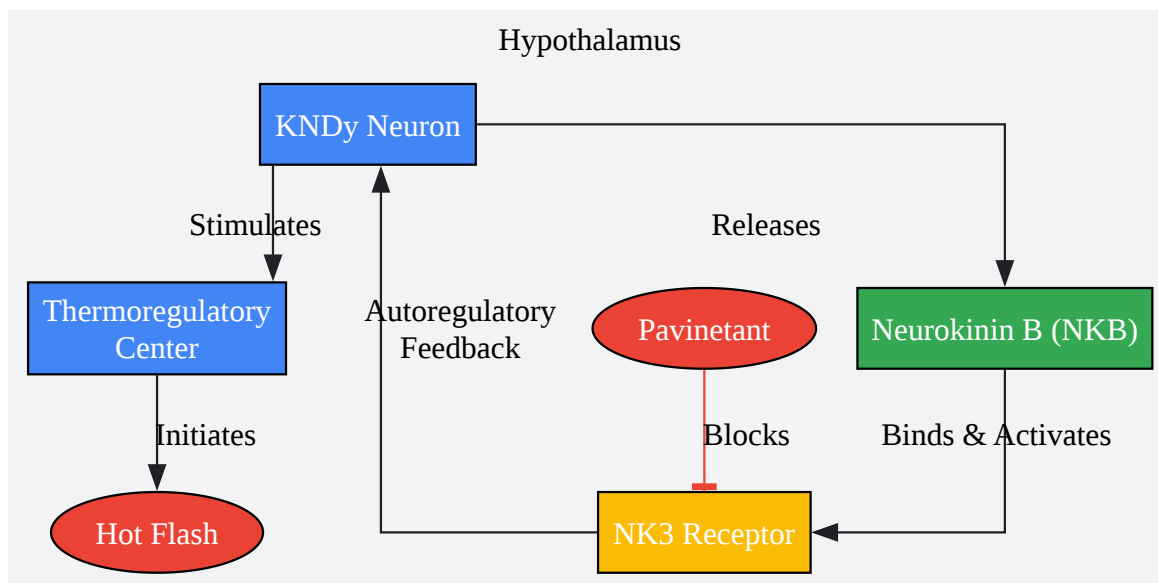 Hypothalamus
KNDy Neuron
Stimulates
Releases
Thermoregulatory
Center
Autoregulatory
Feedback
Pavinetant
Neurokinin B (NKB)
Initiates
Blocks
Binds & Activates
Hot Flash
NK3 Receptor